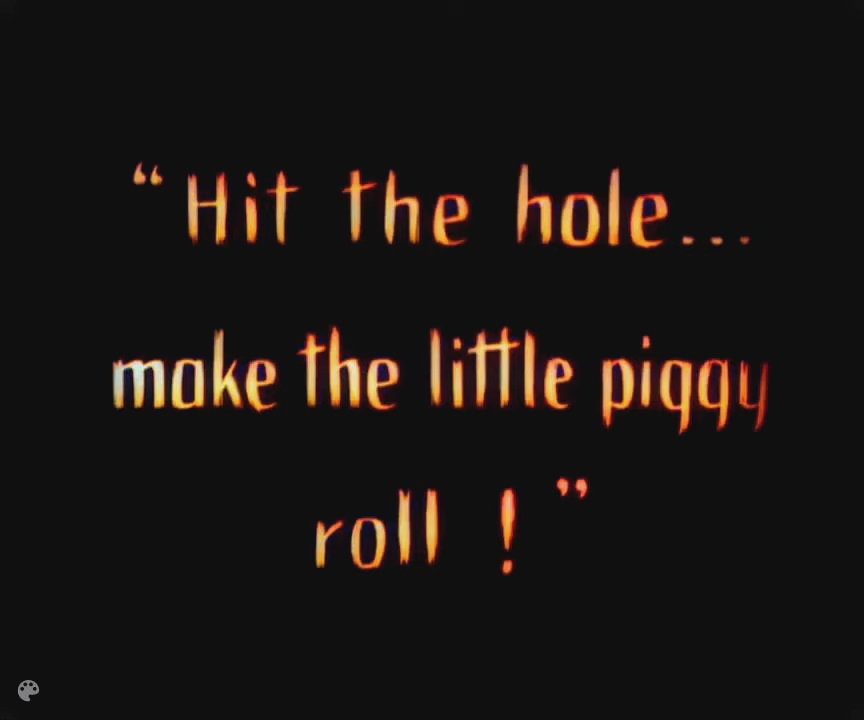 “Hit the hole...
make the little piggy
roll !”